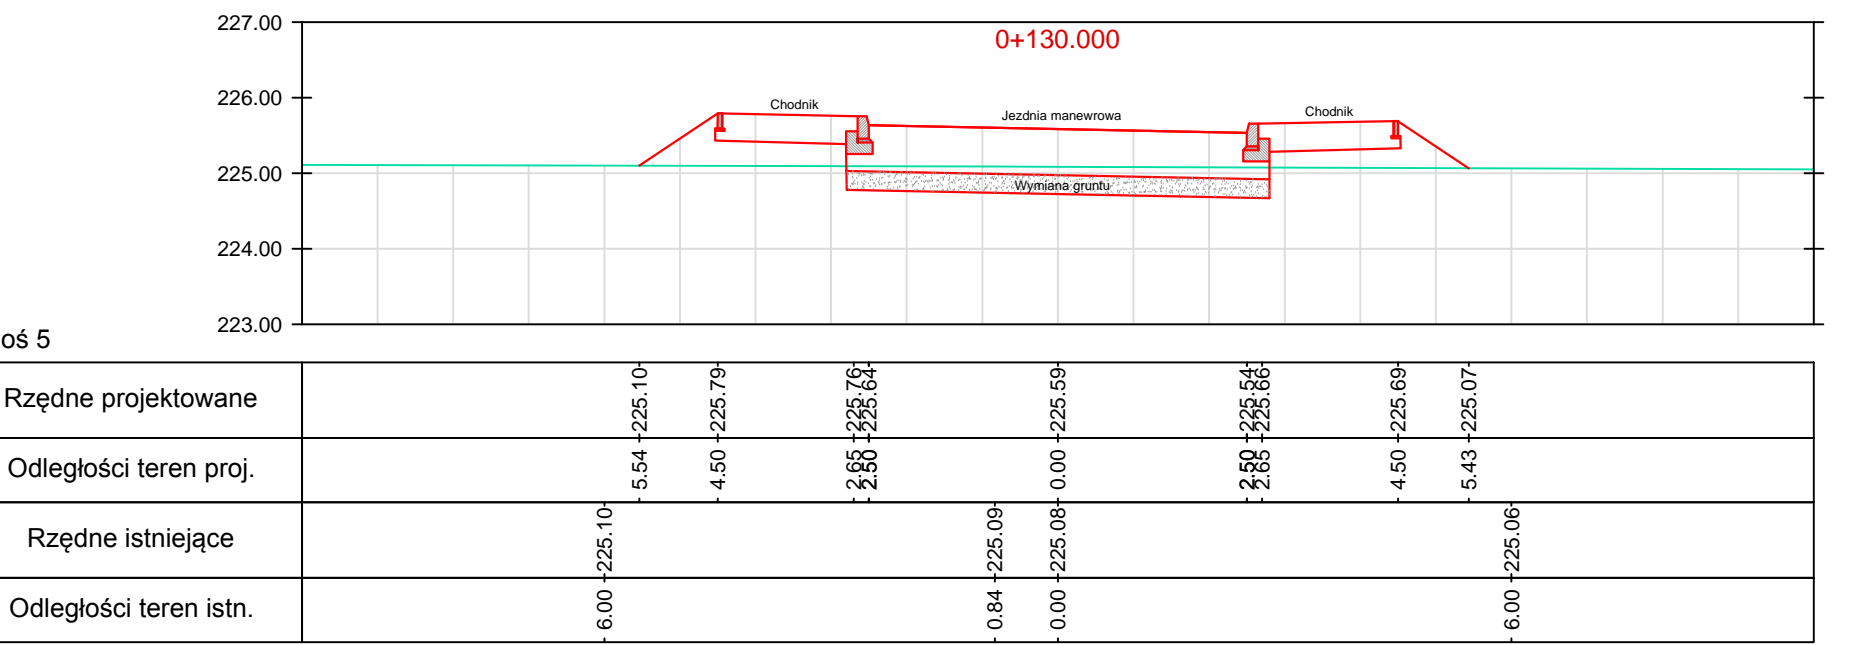 227.00
0+130.000
226.00
Chodnik
Jezdnia manewrowa
Chodnik
225.00
Wymiana gruntu
224.00
223.00
oś 5
Rzędne projektowane
225.10 225.79 225.76 225.64 225.59 225.54 225.66 225.69 225.07
Odległości teren proj.
5.54 4.50 2.65 2.50 0.00 2.50 2.65 4.50 5.43
Rzędne istniejące
225.10 225.09 225.08 225.06
Odległości teren istn.
6.00 0.84 0.00 6.00